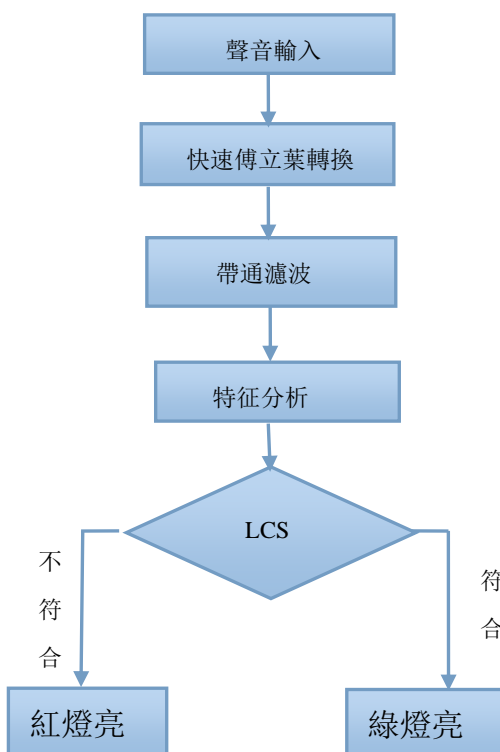 聲音輸入
快速傅立葉轉換
帶通濾波
特征分析
LCS
不符合
符合
紅燈亮
綠燈亮